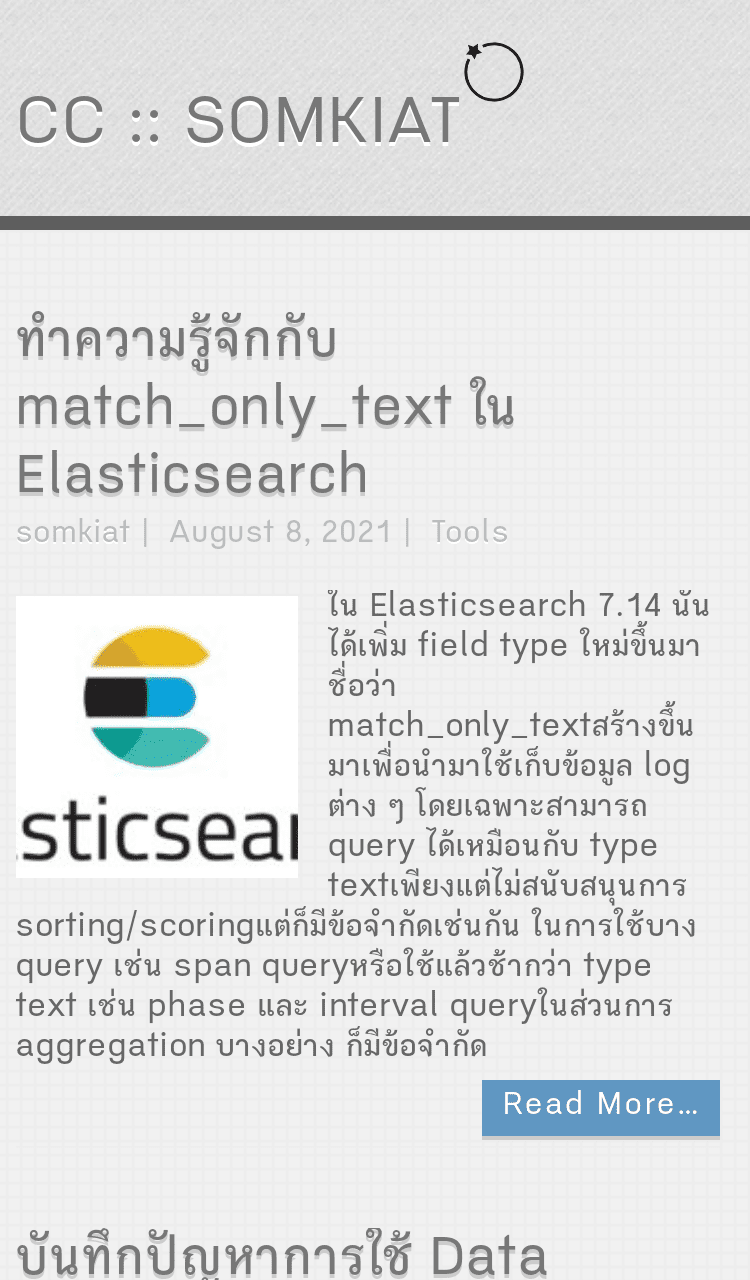 CC :: SOMKIAT
ทำความรู้จักกับ
match_only_text ใน
Elasticsearch
somkiat | August 8, 2021 | Tools
sticsear
ใน Elasticsearch 7.14 นั้น
ได้เพิ่ม field type ใหม่ขึ้นมา
ชื่อว่า
match_only_textสร้างขึ้น
มาเพื่อนำมาใช้เก็บข้อมูล log
ต่าง ๆ โดยเฉพาะสามารถ
query ได้เหมือนกับ type
textเพียงแต่ไม่สนับสนุนการ
sorting/scoringแต่ก็มีข้อจำกัดเช่นกัน ในการใช้บาง
query เช่น span queryหรือใช้แล้วช้ากว่า type
text เช่น phase และ interval queryในส่วนการ
aggregation บางอย่าง ก็มีข้อจำกัด
Read More…
บันทึกปัญหาการใช้ Data